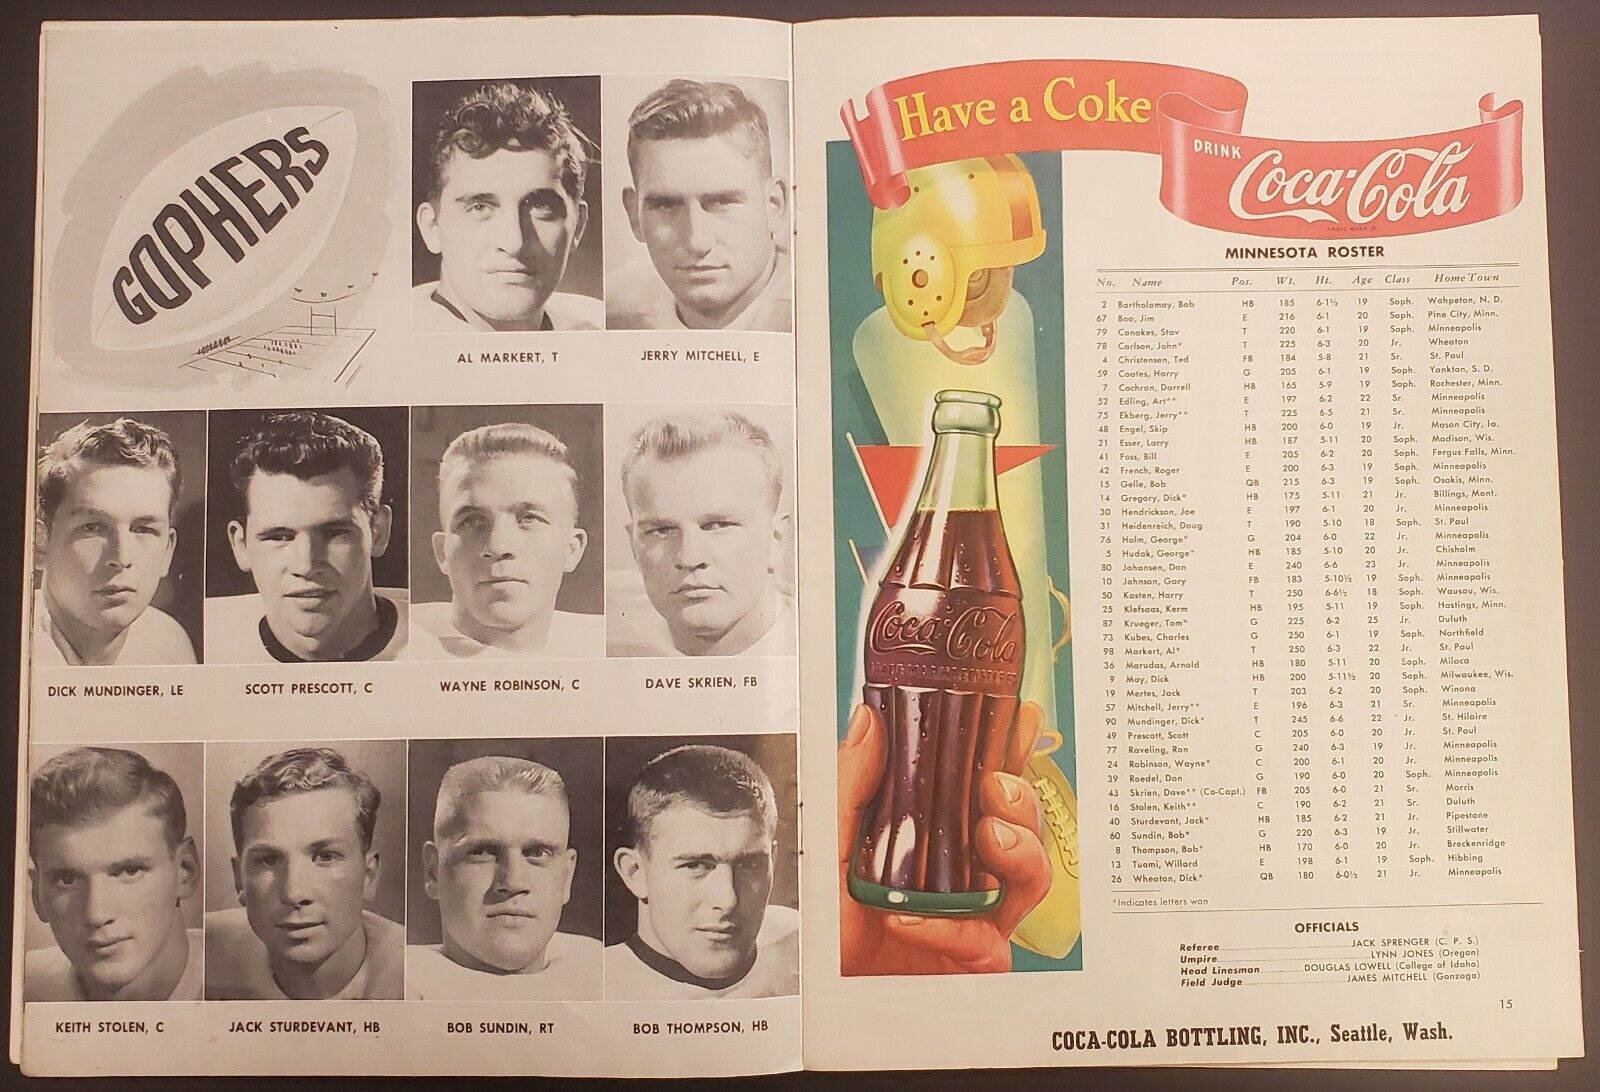 GOPHERS
AL MARKERT, T
JERRY MITCHELL, E
DICK MUNDINGER, LE
SCOTT PRESCOTT, C
WAYNE ROBINSON, C
DAVE SKRIEN, FB
KEITH STOLEN, C
JACK STURDEVANT, HB
BOB SUNDIN, RT
BOB THOMPSON, HB
Have a Coke
DRINK
Coca-Cola
TRADE MARK ®
Coca-Cola
TRADE MARK REGISTERED
MINNESOTA ROSTER
No. Name Pos. Wt. Ht. Age Class Home Town
2 Bartholomay, Bob HB 185 6-1½ 19 Soph. Wahpeton, N. D.
67 Boo, Jim E 216 6-1 20 Soph. Pine City, Minn.
79 Canakes, Stav T 220 6-1 19 Soph. Minneapolis
78 Carlson, John* T 225 6-3 20 Jr. Wheaton
4 Christensen, Ted FB 184 5-8 21 Sr. St. Paul
59 Coates, Harry G 205 6-1 19 Soph. Yankton, S. D.
7 Cochran, Darrell HB 165 5-9 19 Soph. Rochester, Minn.
52 Edling, Art** E 197 6-2 22 Sr. Minneapolis
75 Ekberg, Jerry** T 225 6-5 21 Sr. Minneapolis
48 Engel, Skip HB 200 6-0 19 Jr. Mason City, Ia.
21 Esser, Larry HB 187 5-11 20 Soph. Madison, Wis.
41 Foss, Bill E 205 6-2 20 Soph. Fergus Falls, Minn.
42 French, Roger E 200 6-3 19 Soph. Minneapolis
15 Gelle, Bob QB 215 6-3 19 Soph. Osakis, Minn.
14 Gregory, Dick* HB 175 5-11 21 Jr. Billings, Mont.
30 Hendrickson, Joe E 197 6-1 20 Jr. Minneapolis
31 Heidenreich, Doug T 190 5-10 18 Soph. St. Paul
76 Holm, George* G 204 6-0 22 Jr. Minneapolis
5 Hudak, George* HB 185 5-10 20 Jr. Chisholm
80 Johansen, Don E 240 6-6 23 Jr. Minneapolis
10 Johnson, Gary FB 183 5-10½ 19 Soph. Minneapolis
50 Kasten, Harry T 250 6-6½ 18 Soph. Wausau, Wis.
25 Klefsaas, Kerm HB 195 5-11 19 Soph. Hastings, Minn.
87 Krueger, Tom* G 225 6-2 25 Jr. Duluth
73 Kubes, Charles G 250 6-1 19 Soph. Northfield
98 Markert, Al* T 250 6-3 22 Jr. St. Paul
36 Marudas, Arnold HB 180 5-11 20 Soph. Milaca
9 May, Dick HB 200 5-11½ 20 Soph. Milwaukee, Wis.
19 Mertes, Jack T 203 6-2 20 Soph. Winona
57 Mitchell, Jerry** E 196 6-3 21 Sr. Minneapolis
90 Mundinger, Dick* T 245 6-6 22 Jr. St. Hilaire
49 Prescott, Scott C 205 6-0 20 Jr. St. Paul
77 Raveling, Ron G 240 6-3 19 Jr. Minneapolis
24 Robinson, Wayne* C 200 6-1 20 Jr. Minneapolis
39 Roedel, Don G 190 6-0 20 Soph. Minneapolis
43 Skrien, Dave** (Co-Capt.) FB 205 6-0 21 Sr. Morris
16 Stolen, Keith** C 190 6-2 21 Sr. Duluth
40 Sturdevant, Jack* HB 185 6-2 21 Jr. Pipestone
60 Sundin, Bob* G 220 6-3 19 Jr. Stillwater
8 Thompson, Bob* HB 170 6-0 20 Jr. Breckenridge
13 Tuomi, Willard E 198 6-1 19 Soph. Hibbing
26 Wheaton, Dick* QB 180 6-0½ 21 Jr. Minneapolis
*Indicates letters won
OFFICIALS
Referee JACK SPRENGER (C. P. S.)
Umpire LYNN JONES (Oregon)
Head Linesman DOUGLAS LOWELL (College of Idaho)
Field Judge JAMES MITCHELL (Gonzaga)
15
COCA-COLA BOTTLING, INC., Seattle, Wash.